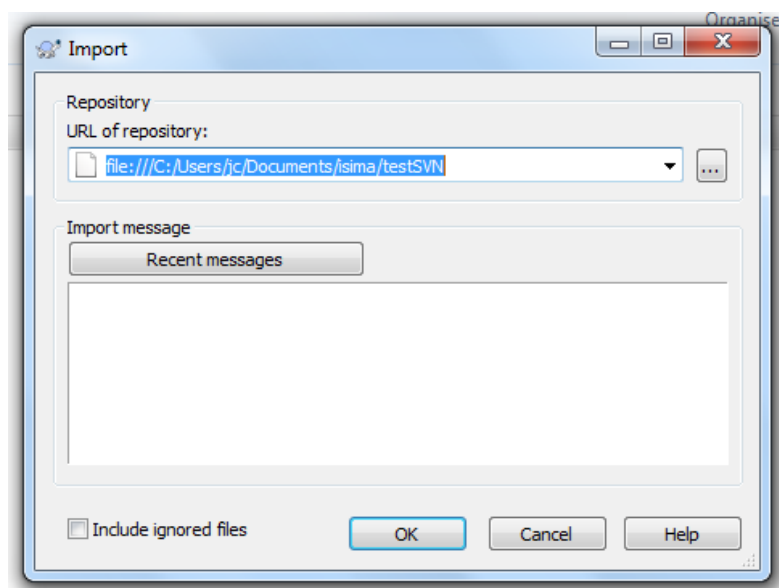 Organise
Import
Repository
URL of repository:
file:///C:/Users/jc/Documents/isima/testSVN
...
Import message
Recent messages
Include ignored files
OK Cancel Help